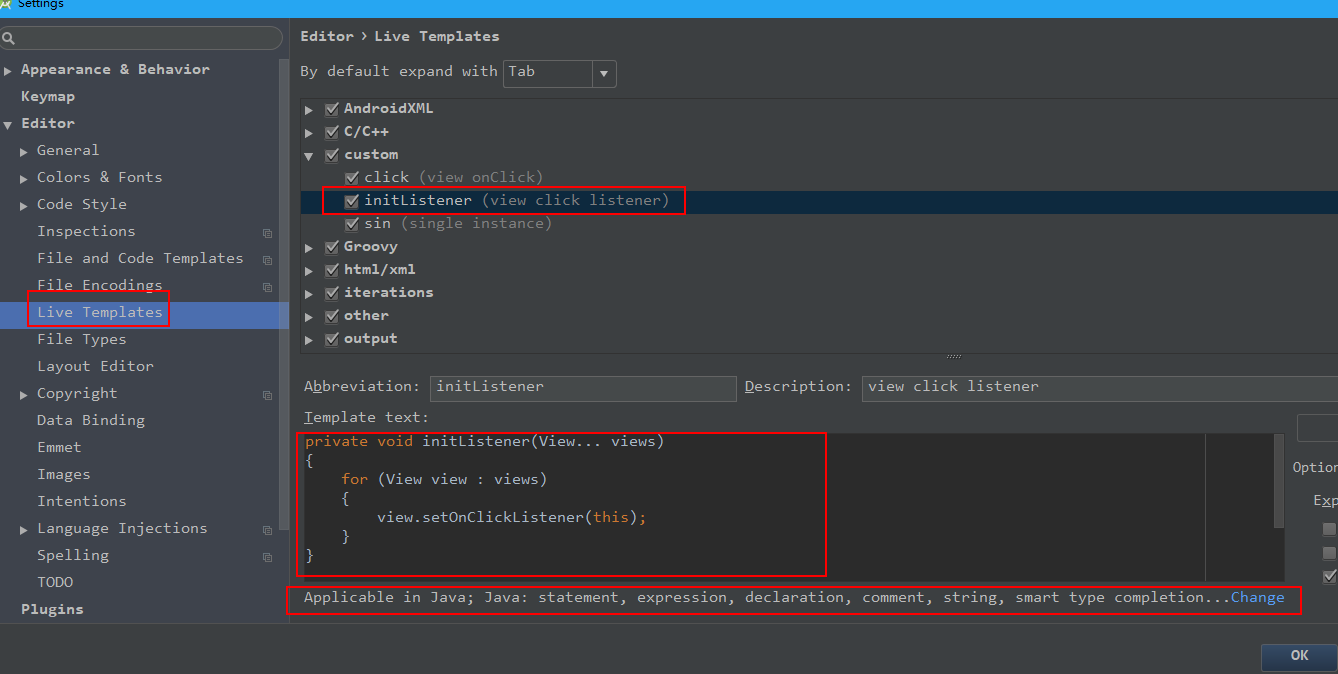 Settings
Appearance & Behavior
Keymap
Editor
General
Colors & Fonts
Code Style
Inspections
File and Code Templates
File Encodings
Live Templates
File Types
Layout Editor
Copyright
Data Binding
Emmet
Images
Intentions
Language Injections
Spelling
TODO
Plugins
Editor › Live Templates
By default expand with Tab
AndroidXML
C/C++
custom
click (view onClick)
initListener (view click listener)
sin (single instance)
Groovy
html/xml
iterations
other
output
Abbreviation: initListener Description: view click listener
Template text:
private void initListener(View... views)
{
    for (View view : views)
    {
        view.setOnClickListener(this);
    }
}
Option
Exp
Applicable in Java; Java: statement, expression, declaration, comment, string, smart type completion...Change
OK